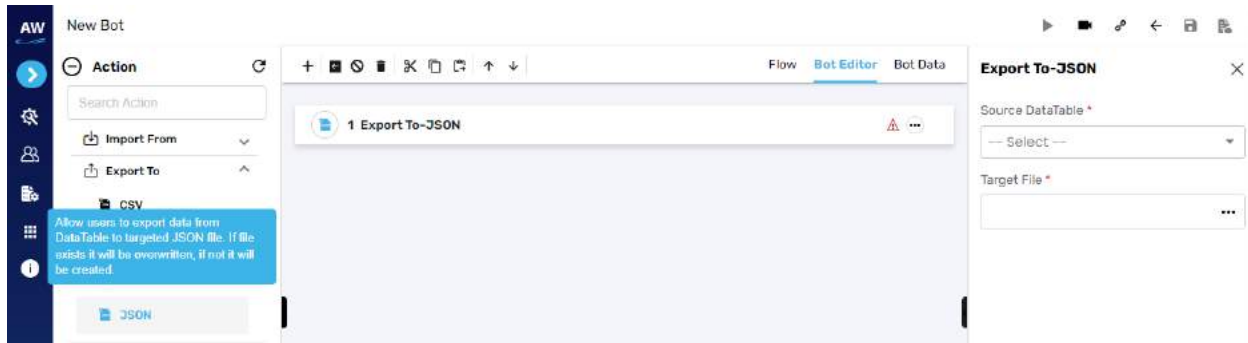 AW
New Bot
Action
Search Action
Import From
Export To
CSV
Allow users to export data from
DataTable to targeted JSON file. If file
exists it will be overwritten, if not it will
be created.
JSON
Flow Bot Editor Bot Data
1 Export To-JSON
Export To-JSON
Source DataTable *
-- Select --
Target File *